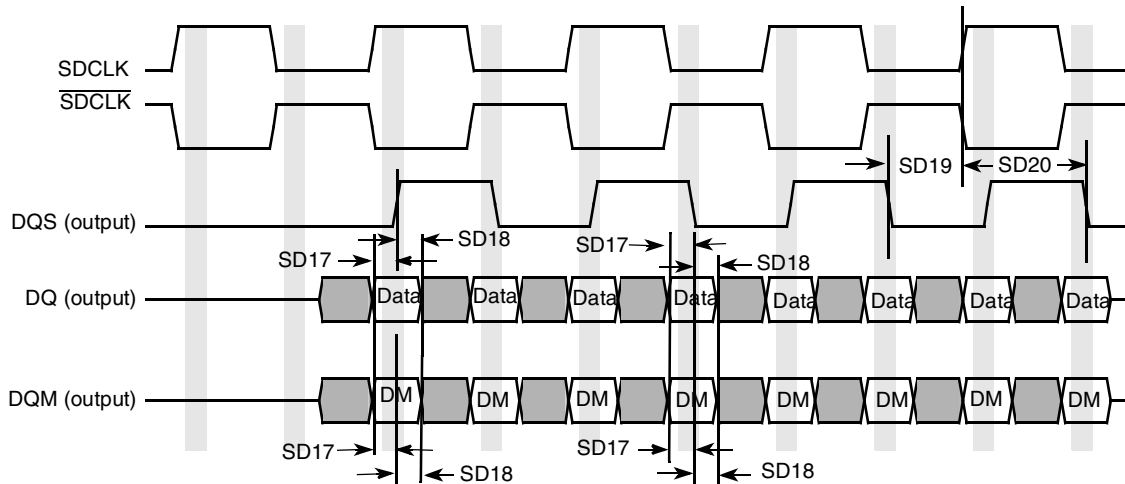 SDCLK
SDCLK
SD19 SD20
DQS (output)
SD18 SD17
SD17 SD18
DQ (output) Data Data Data Data Data Data Data Data
DQM (output) DM DM DM DM DM DM DM DM
SD17 SD17
SD18 SD18